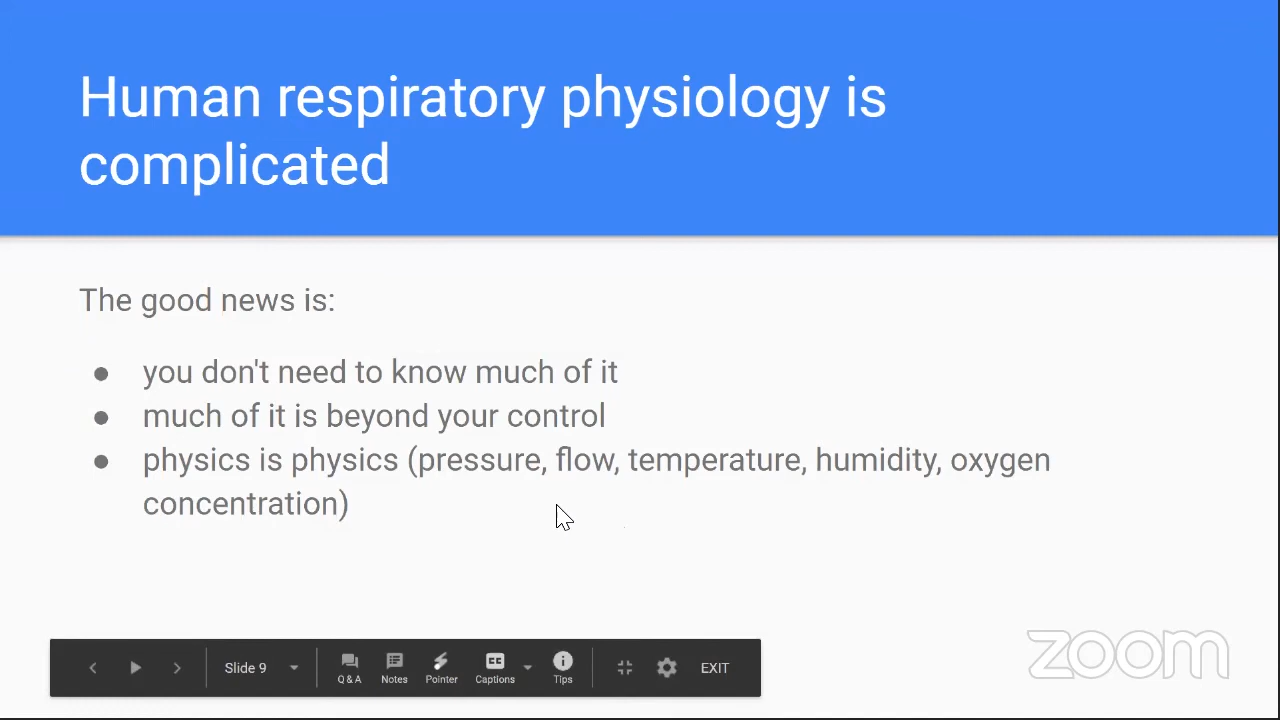 Human respiratory physiology is
complicated
The good news is:
● you don't need to know much of it
● much of it is beyond your control
● physics is physics (pressure, flow, temperature, humidity, oxygen
concentration)
Slide 9
Q & A
Notes
Pointer
CC
Captions
Tips
EXIT
zoom